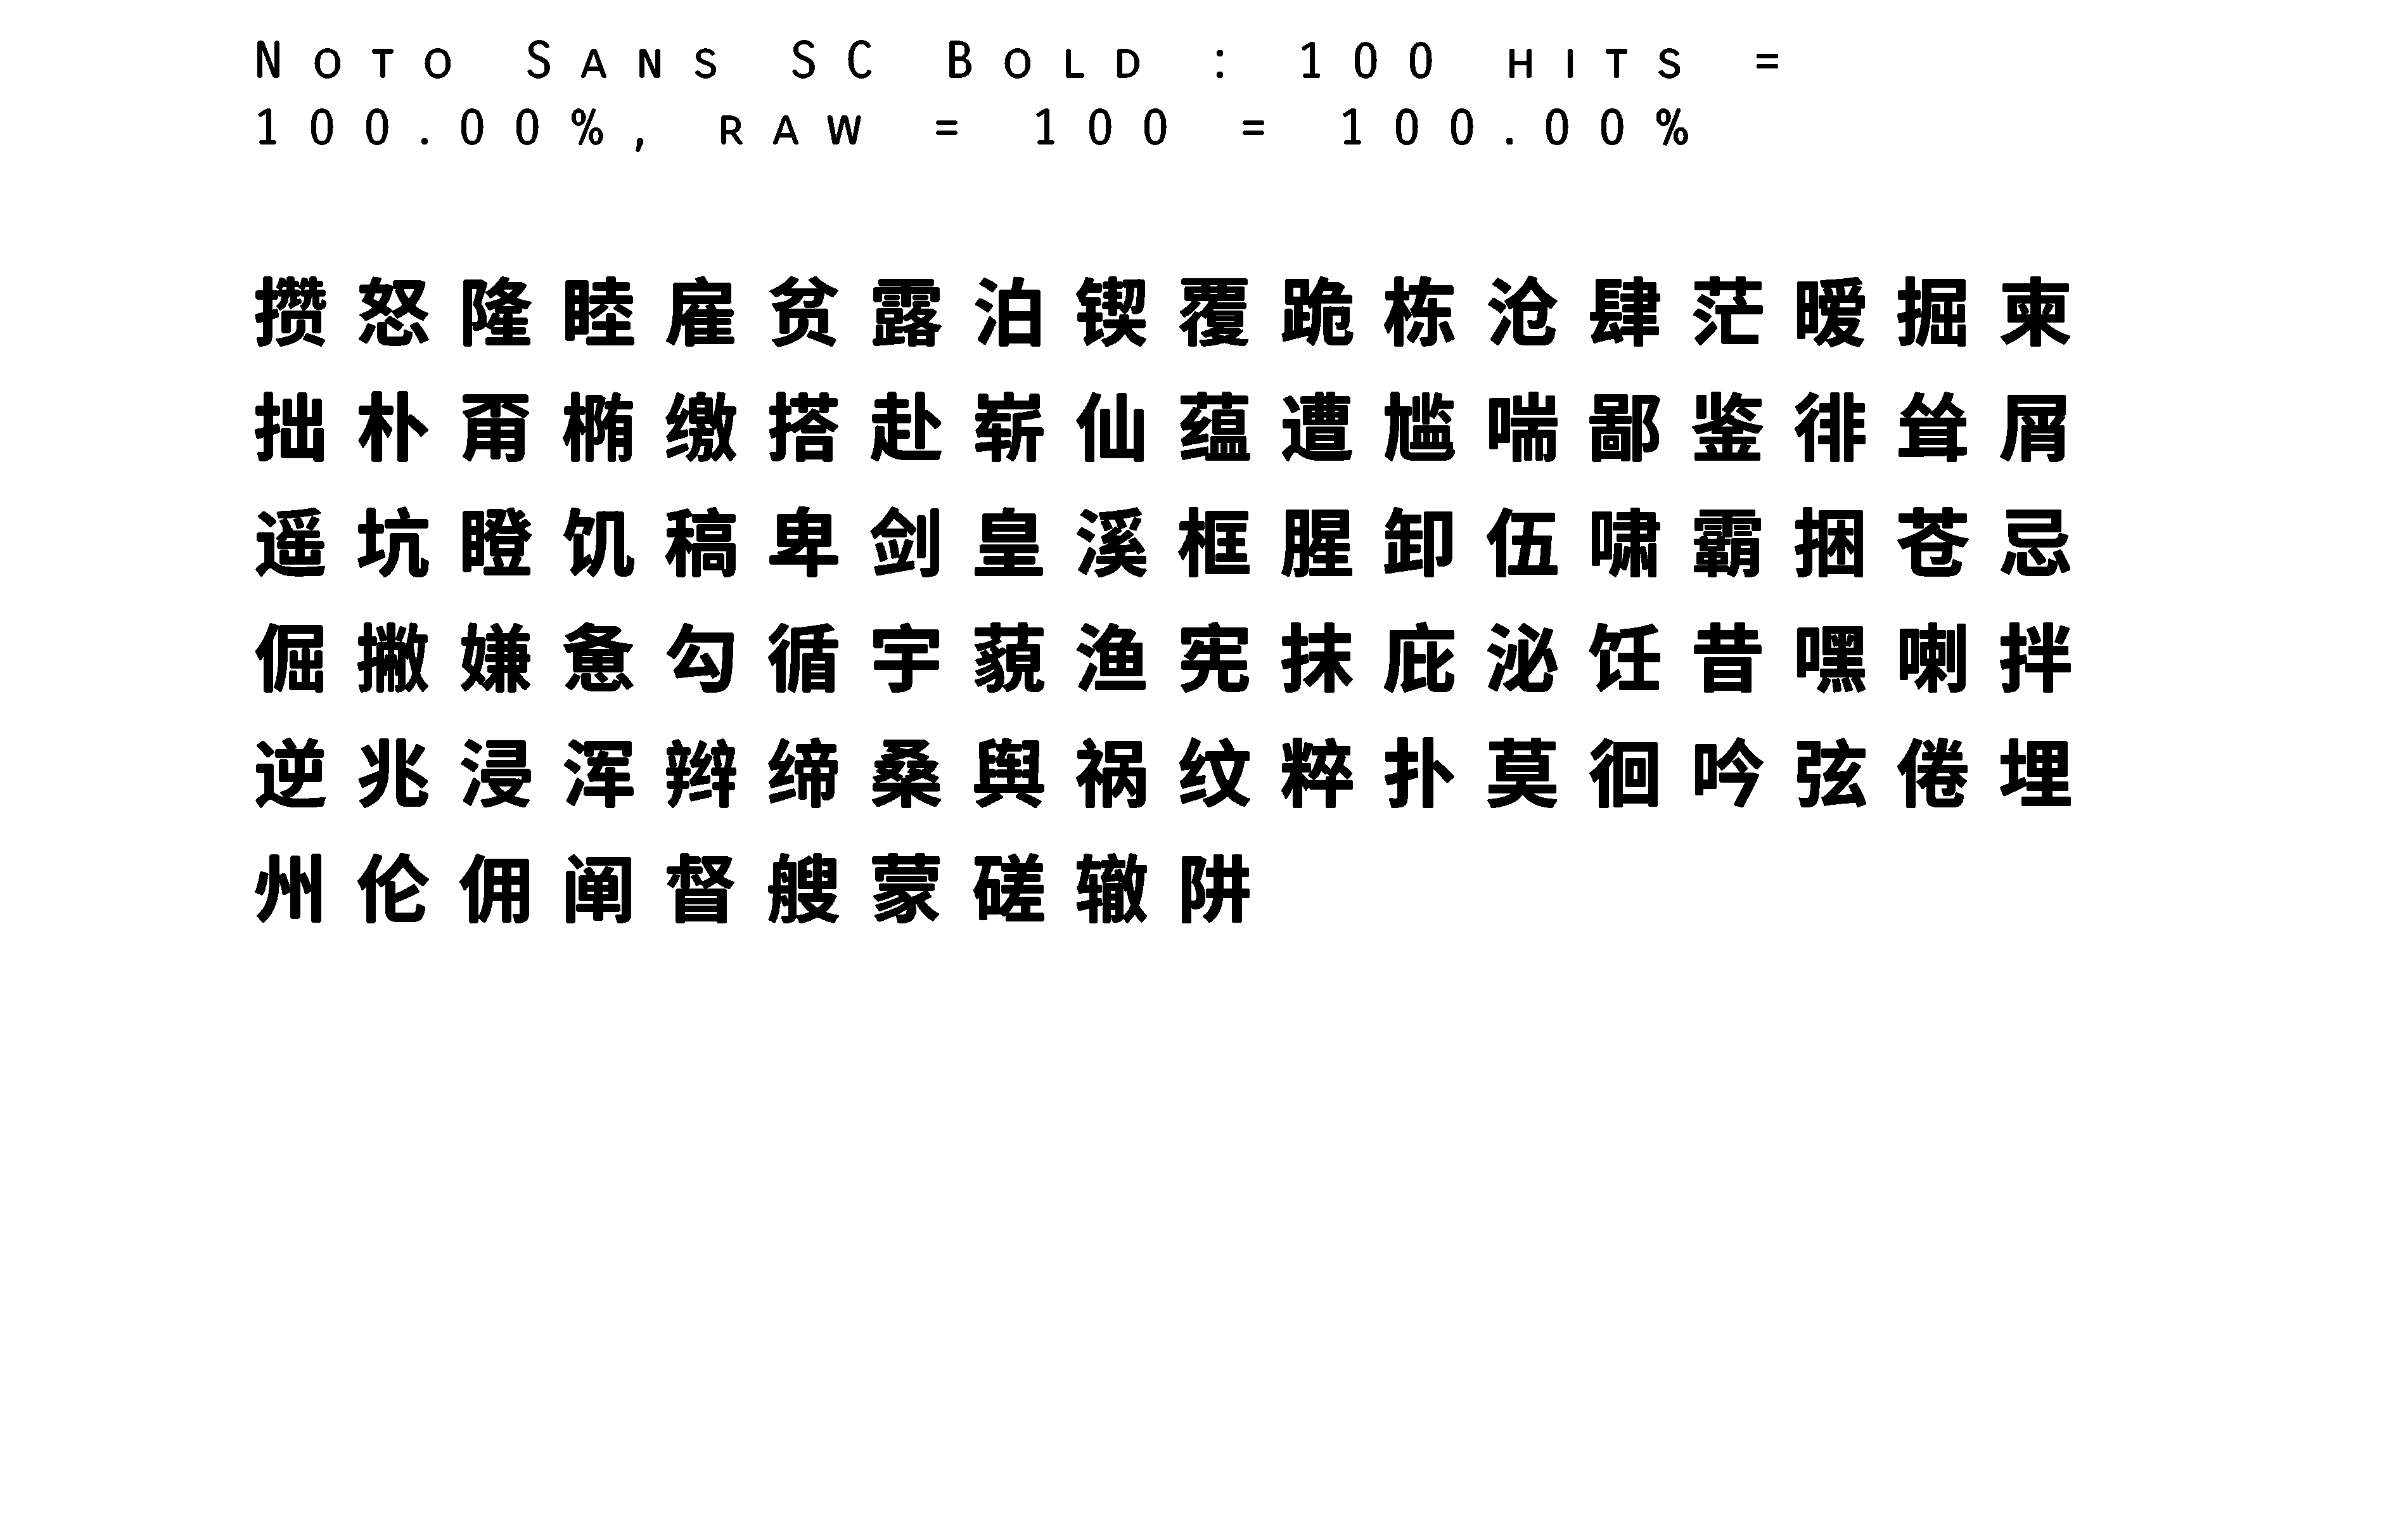 Noto Sans SC Bold : 100 hits =
100.00%, raw = 100 = 100.00%
攒怒隆睦雇贫露泊锲覆跪栋沧肆茫暧掘柬
拙朴甭椭缴搭赴崭仙蕴遭尴喘鄙鉴徘耸屑
遥坑瞪饥稿卑剑皇溪框腥卸伍啸霸捆苍忌
倔撇嫌惫勾循宇藐渔宪抹庇泌饪昔嘿喇拌
逆兆浸浑辫缔桑舆祸纹粹扑莫徊吟弦倦埋
州伦佣阐督艘蒙磋辙阱